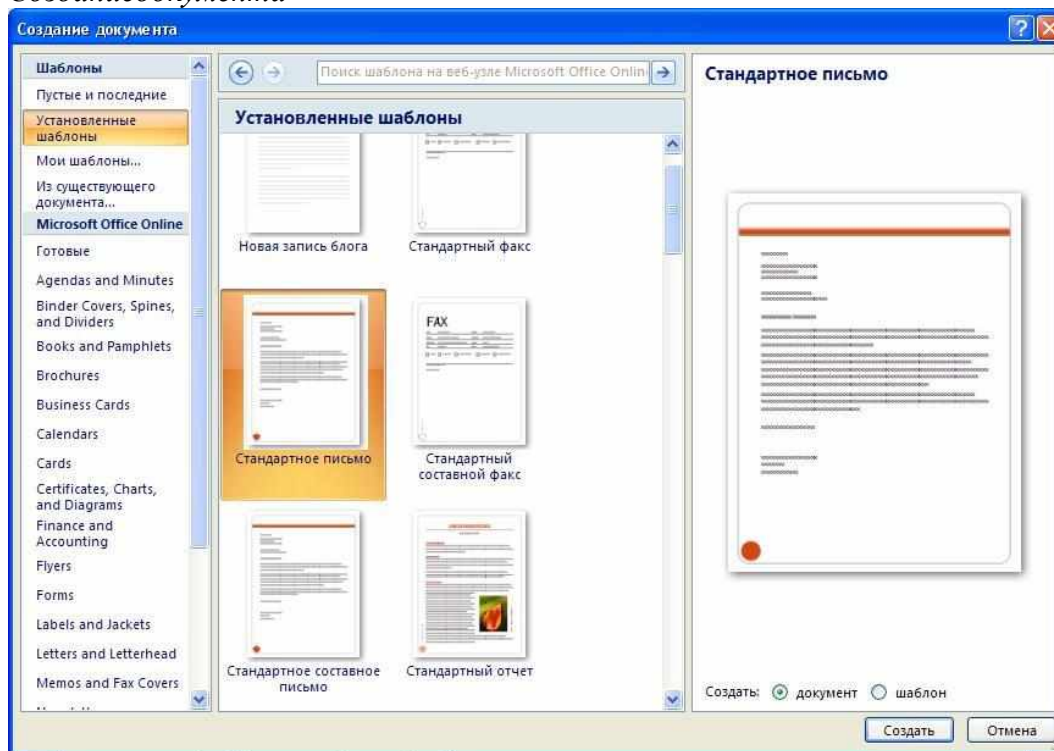 Создание документа
Создание документа
Шаблоны
Пустые и последние
Установленные
шаблоны
Мои шаблоны...
Из существующего
документа...
Microsoft Office Online
Готовые
Agendas and Minutes
Binder Covers, Spines,
and Dividers
Books and Pamphlets
Brochures
Business Cards
Calendars
Cards
Certificates, Charts,
and Diagrams
Finance and
Accounting
Flyers
Forms
Labels and Jackets
Letters and Letterhead
Memos and Fax Covers
Поиск шаблона на веб-узле Microsoft Office Onlin
Установленные шаблоны
Новая запись блога
Стандартный факс
Стандартное письмо
FAX
Стандартный
составной факс
Стандартное составное
письмо
Стандартный отчет
Стандартное письмо
Создать: документ шаблон
Создать
Отмена